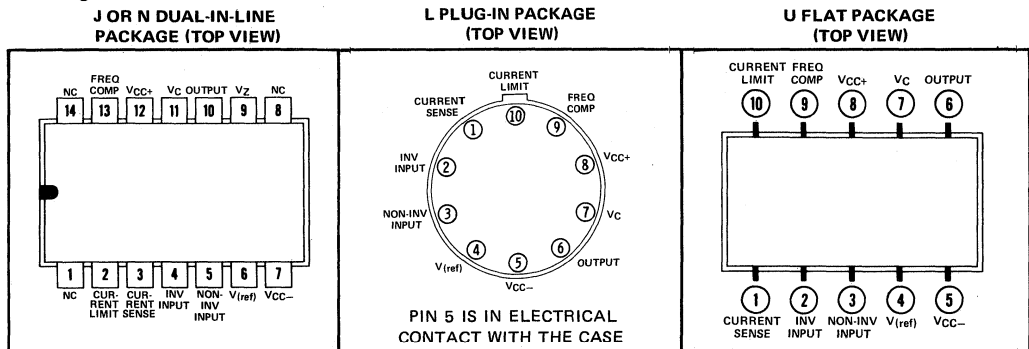 J OR N DUAL-IN-LINE
PACKAGE (TOP VIEW)
NC
FREQ
COMP
VCC+
VC
OUTPUT
VZ
NC
14
13
12
11
10
9
8
1
2
3
4
5
6
7
NC
CUR-
RENT
LIMIT
CUR-
RENT
SENSE
INV
INPUT
NON-
INV
INPUT
V(ref)
VCC−
L PLUG-IN PACKAGE
(TOP VIEW)
CURRENT
LIMIT
CURRENT
SENSE
FREQ
COMP
10
1
9
INV
INPUT
2
8
VCC+
NON-INV
INPUT
3
7
VC
4
6
V(ref)
5
OUTPUT
VCC−
PIN 5 IS IN ELECTRICAL
CONTACT WITH THE CASE
U FLAT PACKAGE
(TOP VIEW)
CURRENT
LIMIT
FREQ
COMP
VCC+
VC
OUTPUT
10
9
8
7
6
1
2
3
4
5
CURRENT
SENSE
INV
INPUT
NON-INV
INPUT
V(ref)
VCC−